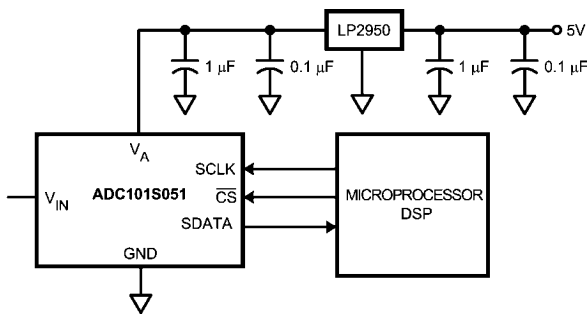 LP2950
5V
1 µF
0.1 µF
1 µF
0.1 µF
V_A
SCLK
V_IN
ADC101S051
C̅S̅
MICROPROCESSOR
DSP
SDATA
GND